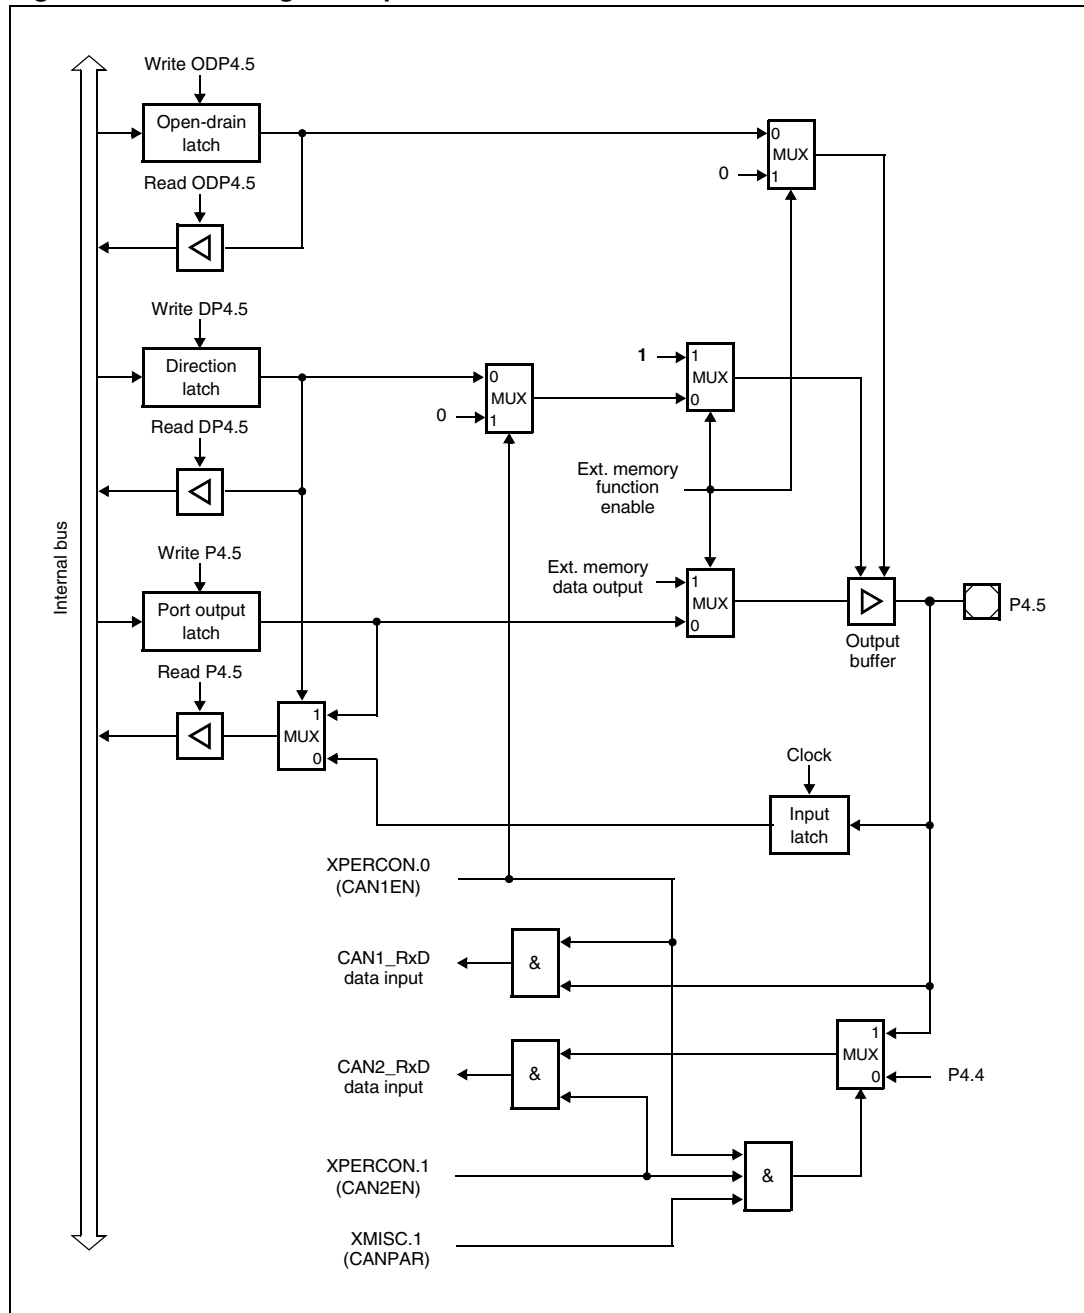 Write ODP4.5
Open-drain
latch
0
MUX
1
0
Read ODP4.5
Write DP4.5
Direction
latch
0
MUX
1
0
1
1
MUX
0
Read DP4.5
Ext. memory
function
enable
Internal bus
Write P4.5
Port output
latch
Ext. memory
data output
1
MUX
0
P4.5
Output
buffer
Read P4.5
1
MUX
0
Clock
Input
latch
XPERCON.0
(CAN1EN)
CAN1_RxD
data input
&
1
MUX
0
P4.4
CAN2_RxD
data input
&
XPERCON.1
(CAN2EN)
&
XMISC.1
(CANPAR)